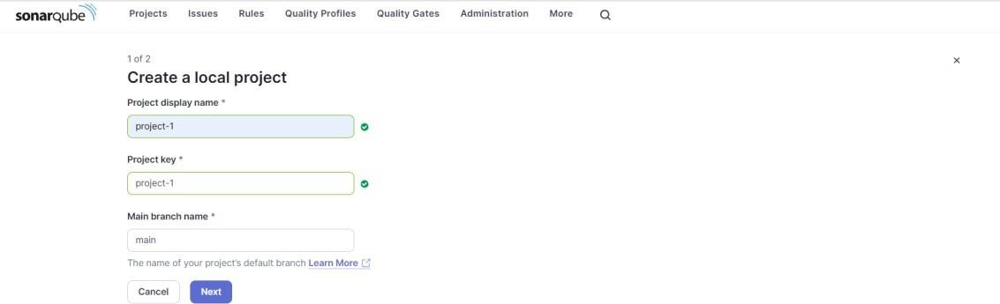 sonarqube Projects Issues Rules Quality Profiles Quality Gates Administration More
1 of 2
Create a local project
Project display name *
project-1
Project key *
project-1
Main branch name *
main
The name of your project's default branch Learn More
Cancel Next